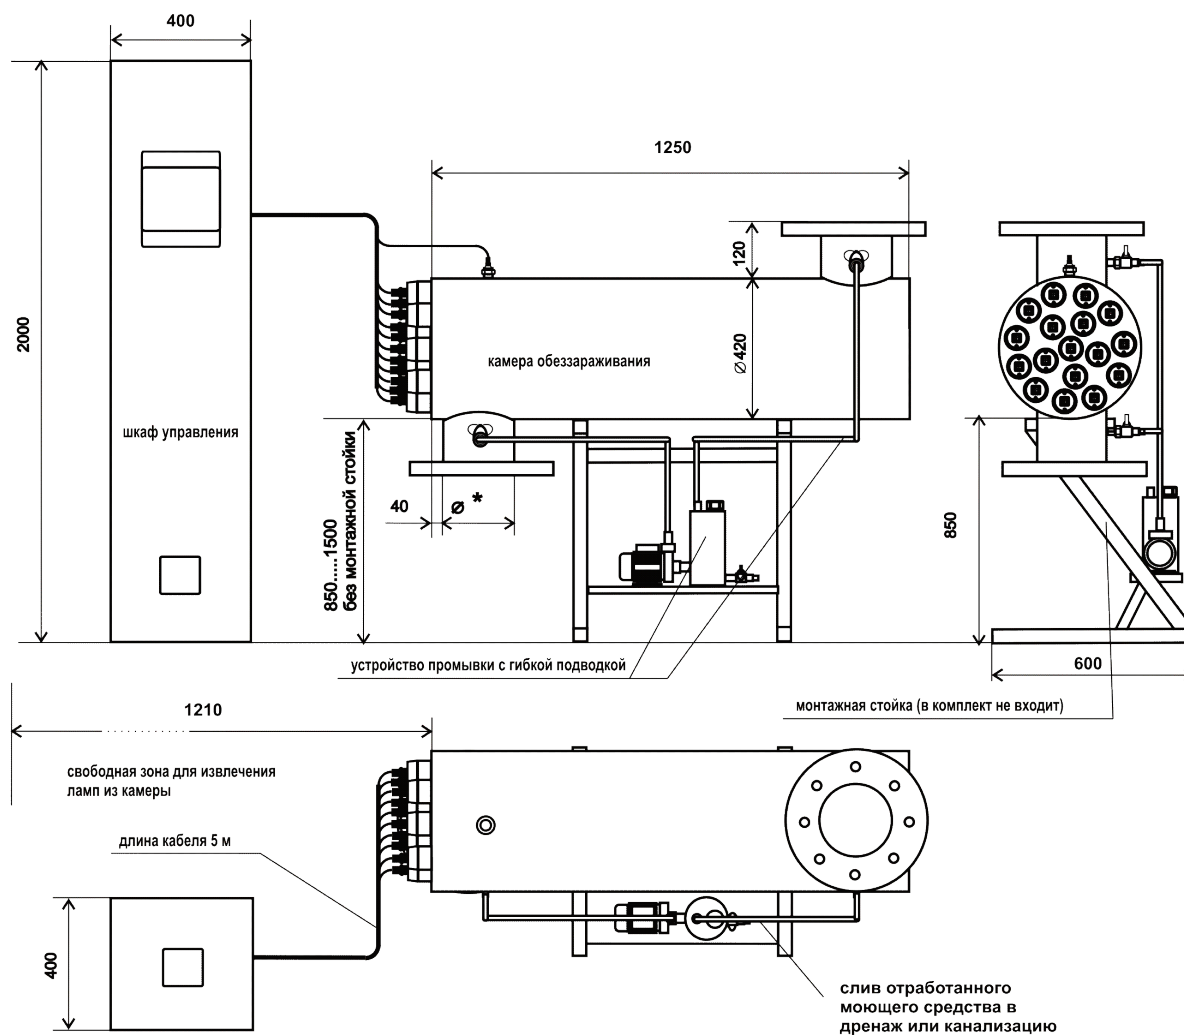 400
1250
120
2000
камера обеззараживания
⌀420
шкаф управления
850.....1500
без монтажной стойки
40
⌀ *
850
устройство промывки с гибкой подводкой
600
монтажная стойка (в комплект не входит)
1210
свободная зона для извлечения
ламп из камеры
длина кабеля 5 м
400
слив отработанного
моющего средства в
дренаж или канализацию